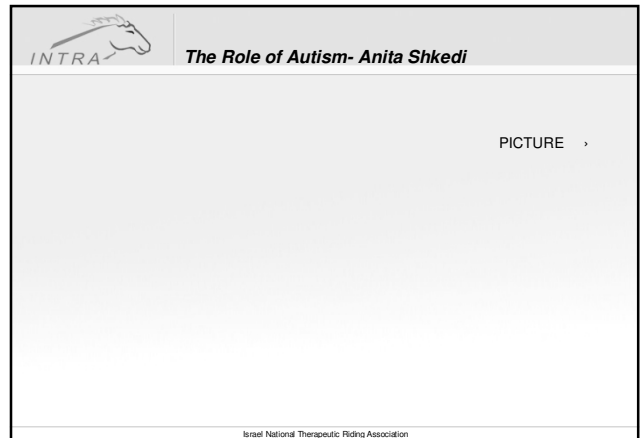 INTRA
The Role of Autism- Anita Shkedi
PICTURE ›
Israel National Therapeutic Riding Association